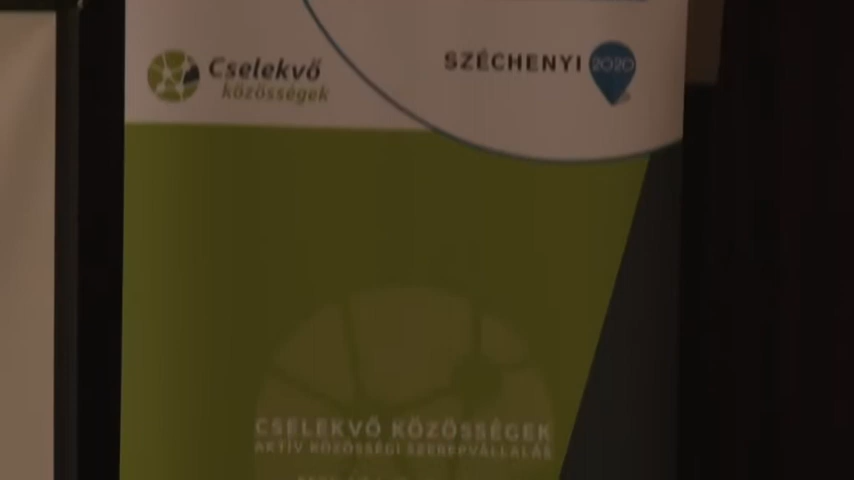 Cselekvő
közösségek
SZÉCHENYI 2020
CSELEKVŐ KÖZÖSSÉGEK
AKTÍV KÖZÖSSÉGI SZEREPVÁLLALÁS